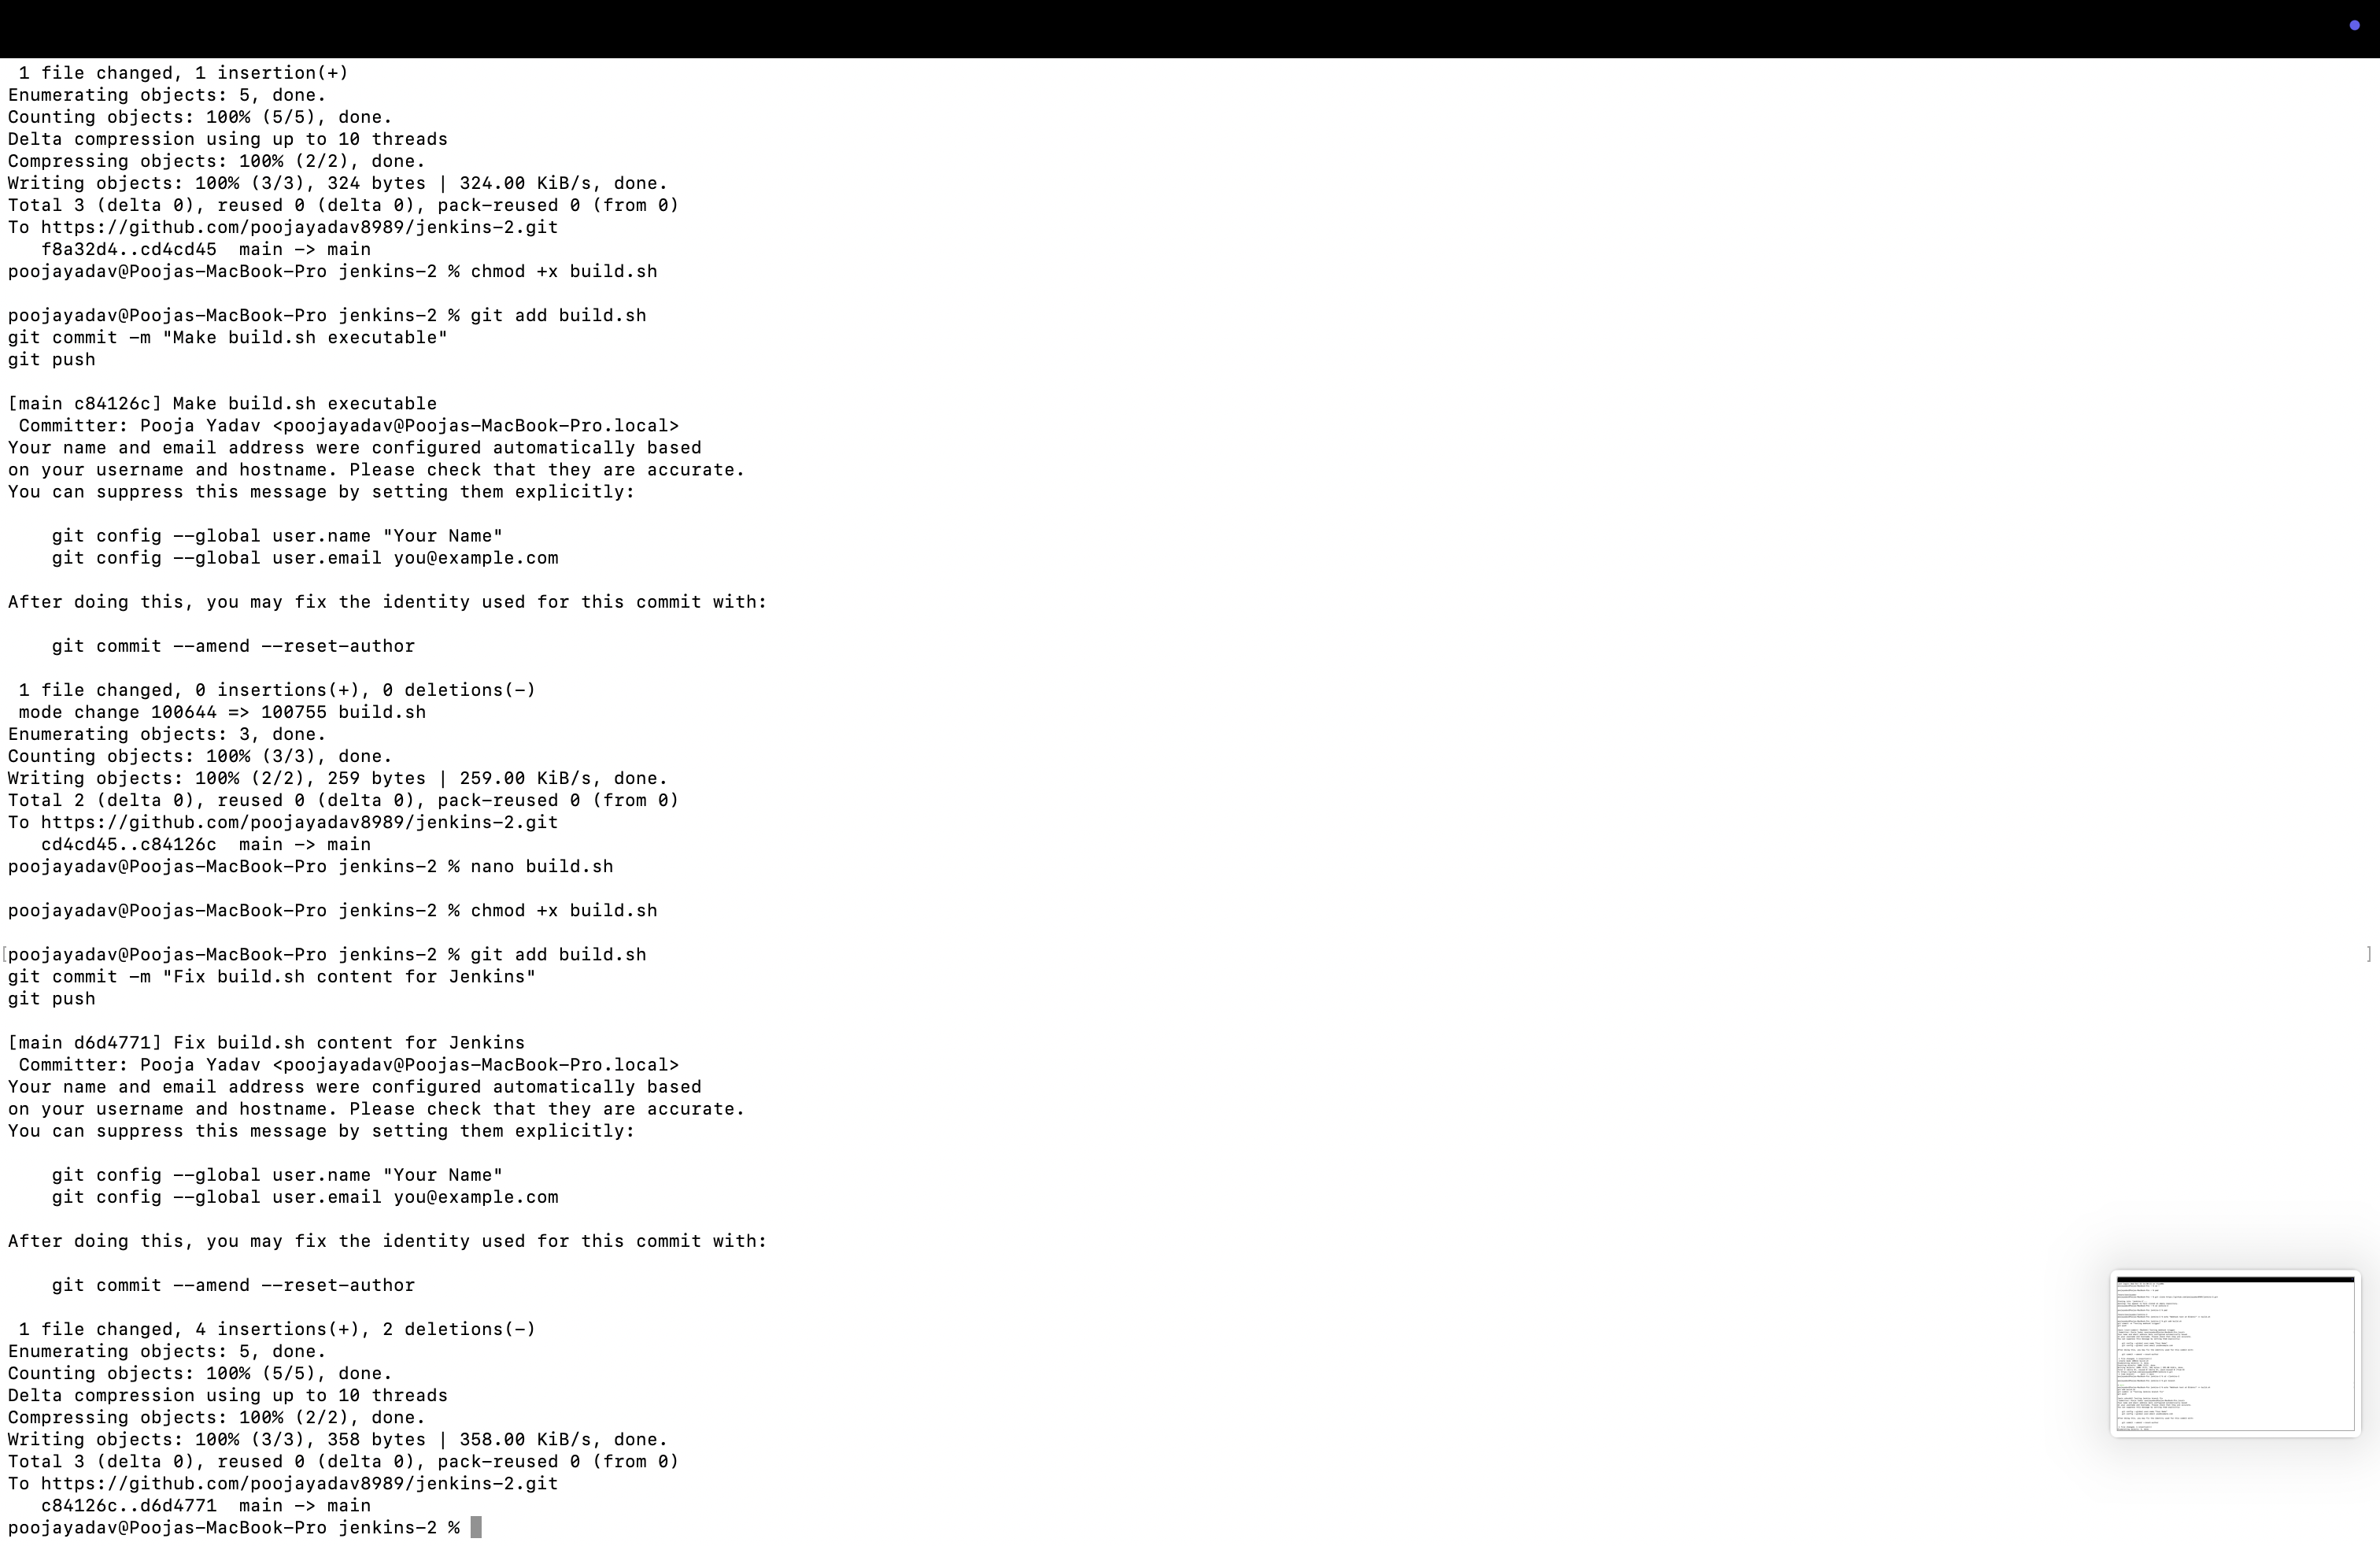 1 file changed, 1 insertion(+)
Enumerating objects: 5, done.
Counting objects: 100% (5/5), done.
Delta compression using up to 10 threads
Compressing objects: 100% (2/2), done.
Writing objects: 100% (3/3), 324 bytes | 324.00 KiB/s, done.
Total 3 (delta 0), reused 0 (delta 0), pack-reused 0 (from 0)
To https://github.com/poojayadav8989/jenkins-2.git
   f8a32d4..cd4cd45  main -> main
poojayadav@Poojas-MacBook-Pro jenkins-2 % chmod +x build.sh
poojayadav@Poojas-MacBook-Pro jenkins-2 % git add build.sh
git commit -m "Make build.sh executable"
git push
[main c84126c] Make build.sh executable
 Committer: Pooja Yadav <poojayadav@Poojas-MacBook-Pro.local>
Your name and email address were configured automatically based
on your username and hostname. Please check that they are accurate.
You can suppress this message by setting them explicitly:
    git config --global user.name "Your Name"
    git config --global user.email you@example.com
After doing this, you may fix the identity used for this commit with:
    git commit --amend --reset-author
 1 file changed, 0 insertions(+), 0 deletions(-)
 mode change 100644 => 100755 build.sh
Enumerating objects: 3, done.
Counting objects: 100% (3/3), done.
Writing objects: 100% (2/2), 259 bytes | 259.00 KiB/s, done.
Total 2 (delta 0), reused 0 (delta 0), pack-reused 0 (from 0)
To https://github.com/poojayadav8989/jenkins-2.git
   cd4cd45..c84126c  main -> main
poojayadav@Poojas-MacBook-Pro jenkins-2 % nano build.sh
poojayadav@Poojas-MacBook-Pro jenkins-2 % chmod +x build.sh
[poojayadav@Poojas-MacBook-Pro jenkins-2 % git add build.sh ]
git commit -m "Fix build.sh content for Jenkins"
git push
[main d6d4771] Fix build.sh content for Jenkins
 Committer: Pooja Yadav <poojayadav@Poojas-MacBook-Pro.local>
Your name and email address were configured automatically based
on your username and hostname. Please check that they are accurate.
You can suppress this message by setting them explicitly:
    git config --global user.name "Your Name"
    git config --global user.email you@example.com
After doing this, you may fix the identity used for this commit with:
    git commit --amend --reset-author
 1 file changed, 4 insertions(+), 2 deletions(-)
Enumerating objects: 5, done.
Counting objects: 100% (5/5), done.
Delta compression using up to 10 threads
Compressing objects: 100% (2/2), done.
Writing objects: 100% (3/3), 358 bytes | 358.00 KiB/s, done.
Total 3 (delta 0), reused 0 (delta 0), pack-reused 0 (from 0)
To https://github.com/poojayadav8989/jenkins-2.git
   c84126c..d6d4771  main -> main
poojayadav@Poojas-MacBook-Pro jenkins-2 %